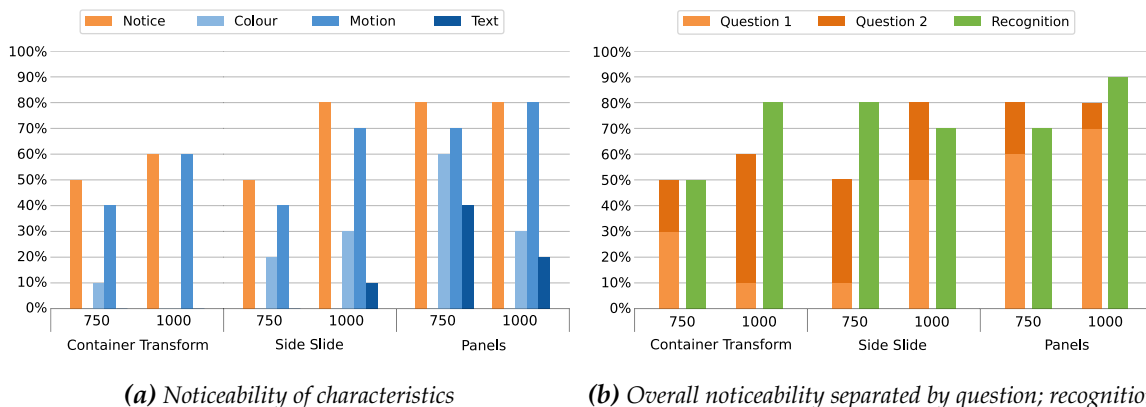 Notice Colour Motion Text
100%
90%
80%
70%
60%
50%
40%
30%
20%
10%
0%
750 1000 750 1000 750 1000
Container Transform Side Slide Panels
(a) Noticeability of characteristics
Question 1 Question 2 Recognition
100%
90%
80%
70%
60%
50%
40%
30%
20%
10%
0%
750 1000 750 1000 750 1000
Container Transform Side Slide Panels
(b) Overall noticeability separated by question; recognitio